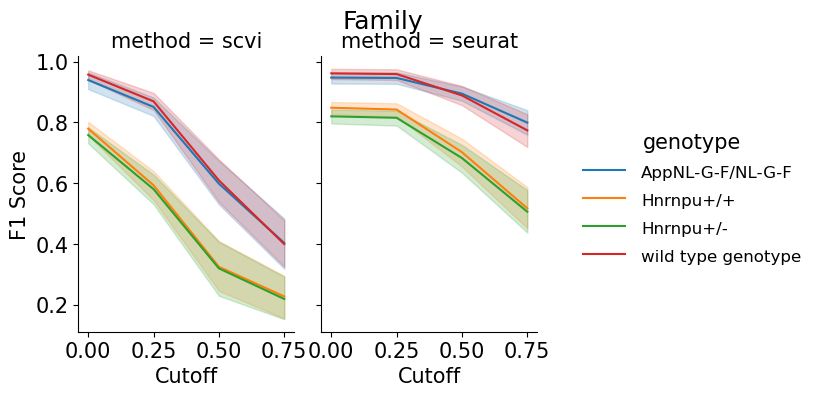 Family
method = scvi
method = seurat
1.0
0.8
0.6
0.4
0.2
F1 Score
0.00 0.25 0.50 0.75
0.00 0.25 0.50 0.75
Cutoff
Cutoff
genotype
AppNL-G-F/NL-G-F
Hnrnpu+/+
Hnrnpu+/-
wild type genotype